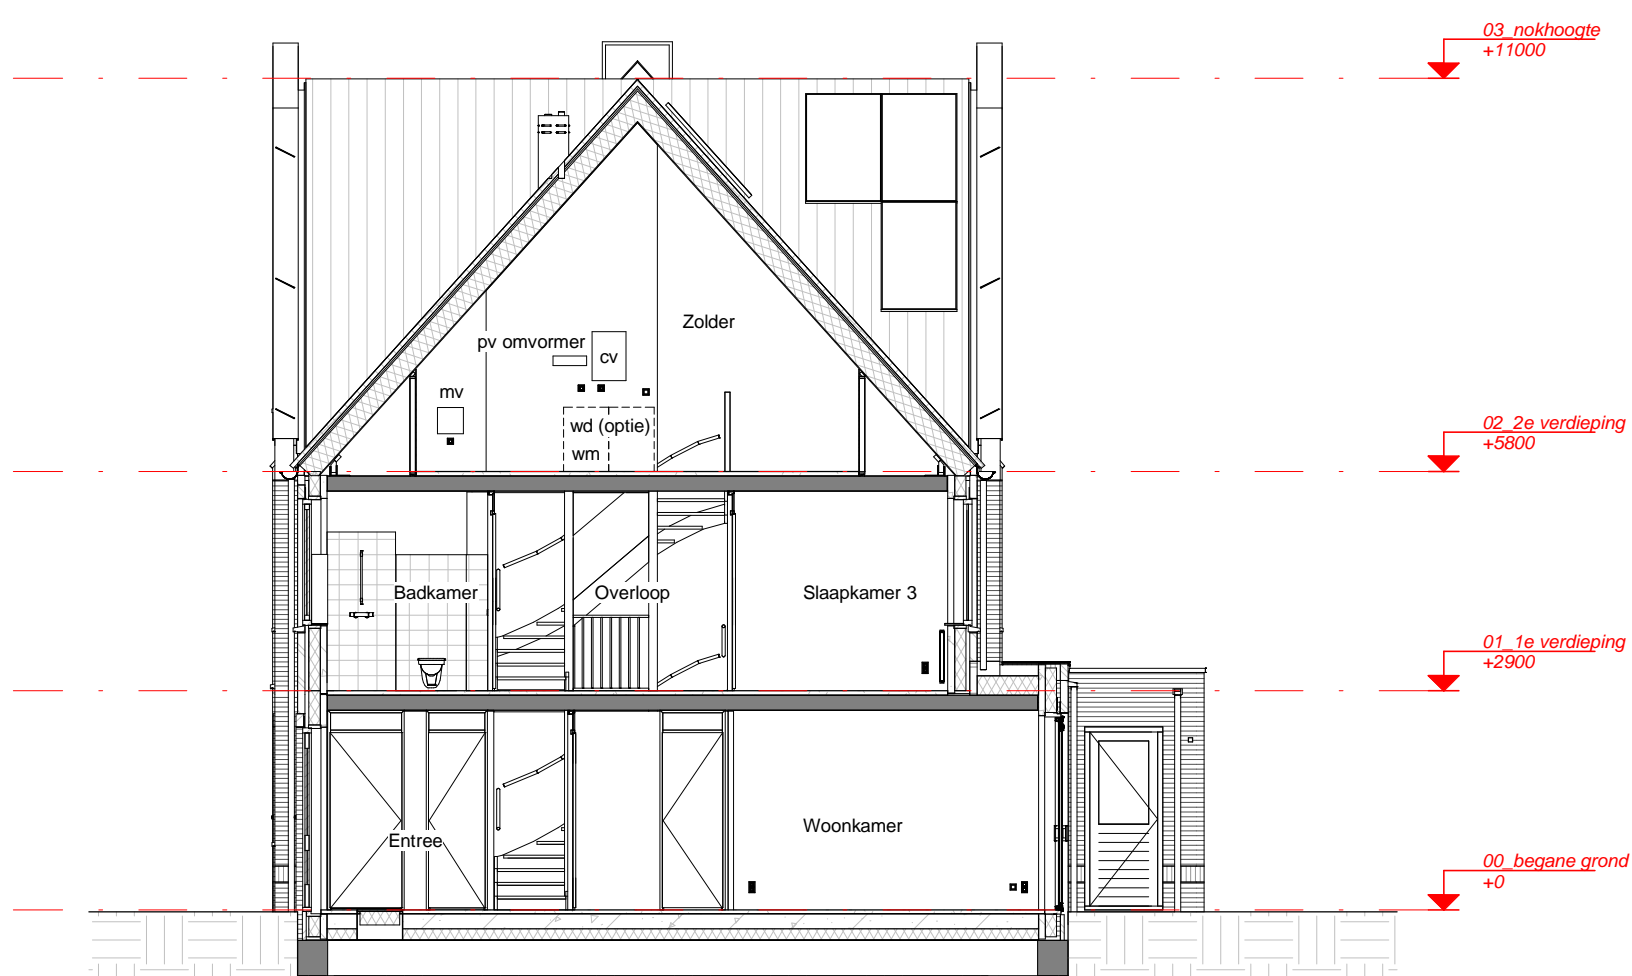 03_nokhoogte
+11000
Zolder
pv omvormer
cv
mv
wd (optie)
wm
02_2e verdieping
+5800
Badkamer
Overloop
Slaapkamer 3
01_1e verdieping
+2900
Entree
Woonkamer
00_begane grond
+0